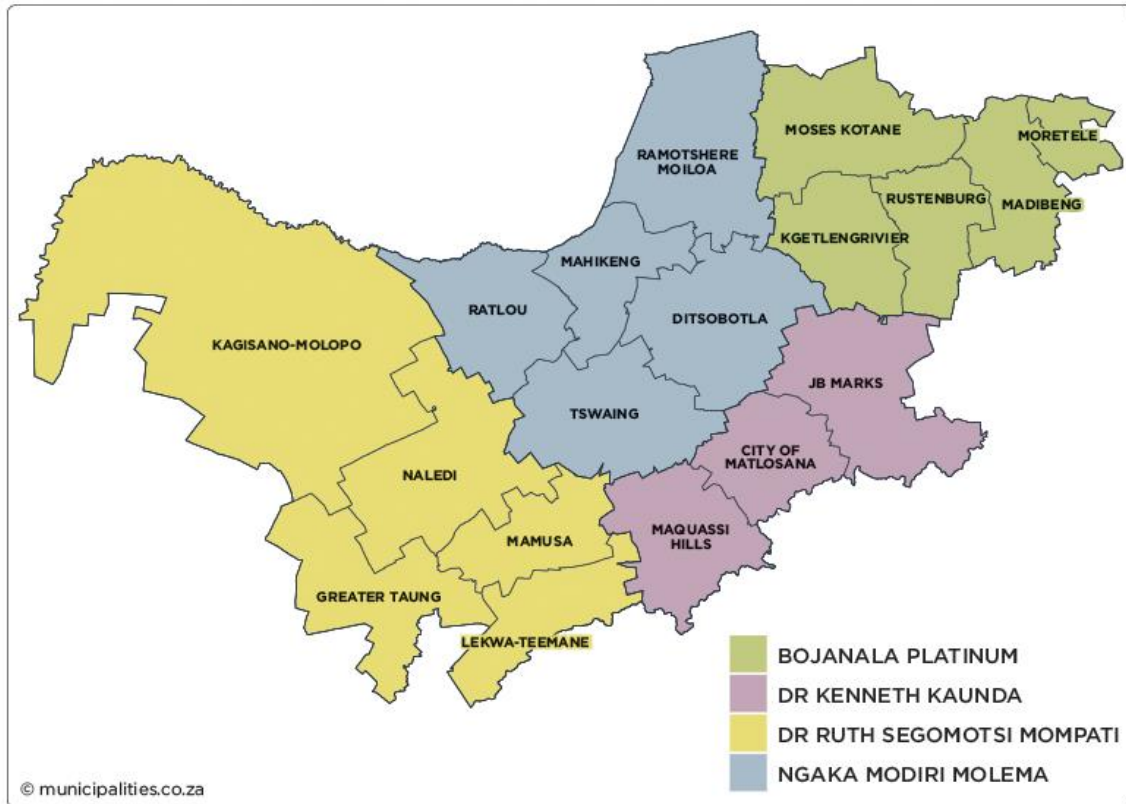 MOSES KOTANE
MORETELE
RAMOTSHERE
MOILOA
RUSTENBURG
MADIBENG
KGETLENGRIVIER
MAHIKENG
RATLOU
DITSOBOTLA
KAGISANO-MOLOPO
JB MARKS
TSWAING
CITY OF
MATLOSANA
NALEDI
MAQUASSI
HILLS
MAMUSA
GREATER TAUNG
LEKWA-TEEMANE
BOJANALA PLATINUM
DR KENNETH KAUNDA
DR RUTH SEGOMOTSI MOMPATI
NGAKA MODIRI MOLEMA
© municipalities.co.za